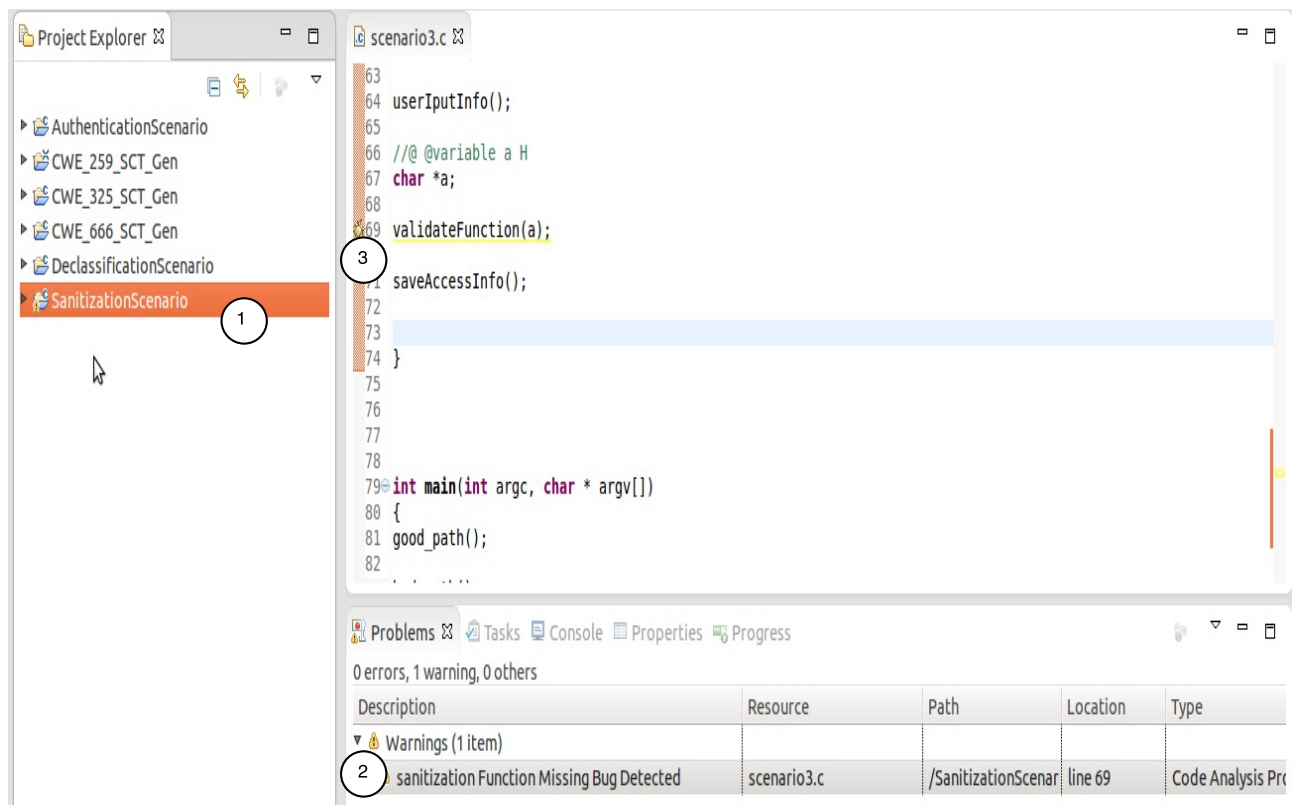 Project Explorer
AuthenticationScenario
CWE_259_SCT_Gen
CWE_325_SCT_Gen
CWE_666_SCT_Gen
DeclassificationScenario
SanitizationScenario
1
scenario3.c
63
64 userIputInfo();
65
66 //@ @variable a H
67 char *a;
68
69 validateFunction(a);
3
71 saveAccessInfo();
72
73
74 }
75
76
77
78
79 int main(int argc, char * argv[])
80 {
81 good_path();
82
Problems Tasks Console Properties Progress
0 errors, 1 warning, 0 others
Description Resource Path Location Type
Warnings (1 item)
2 sanitization Function Missing Bug Detected scenario3.c /SanitizationScenar line 69 Code Analysis Pro